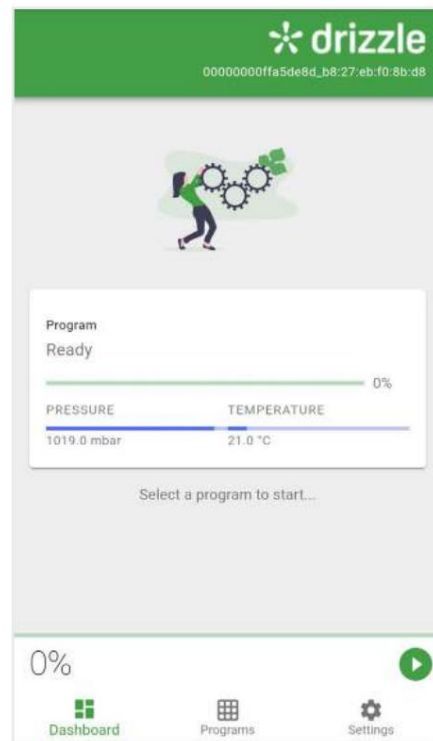 drizzle
00000000ffa5de8d_b8:27:eb:f0:8b:d8
Program
Ready
0%
PRESSURE TEMPERATURE
1019.0 mbar 21.0 °C
Select a program to start...
0%
Dashboard Programs Settings